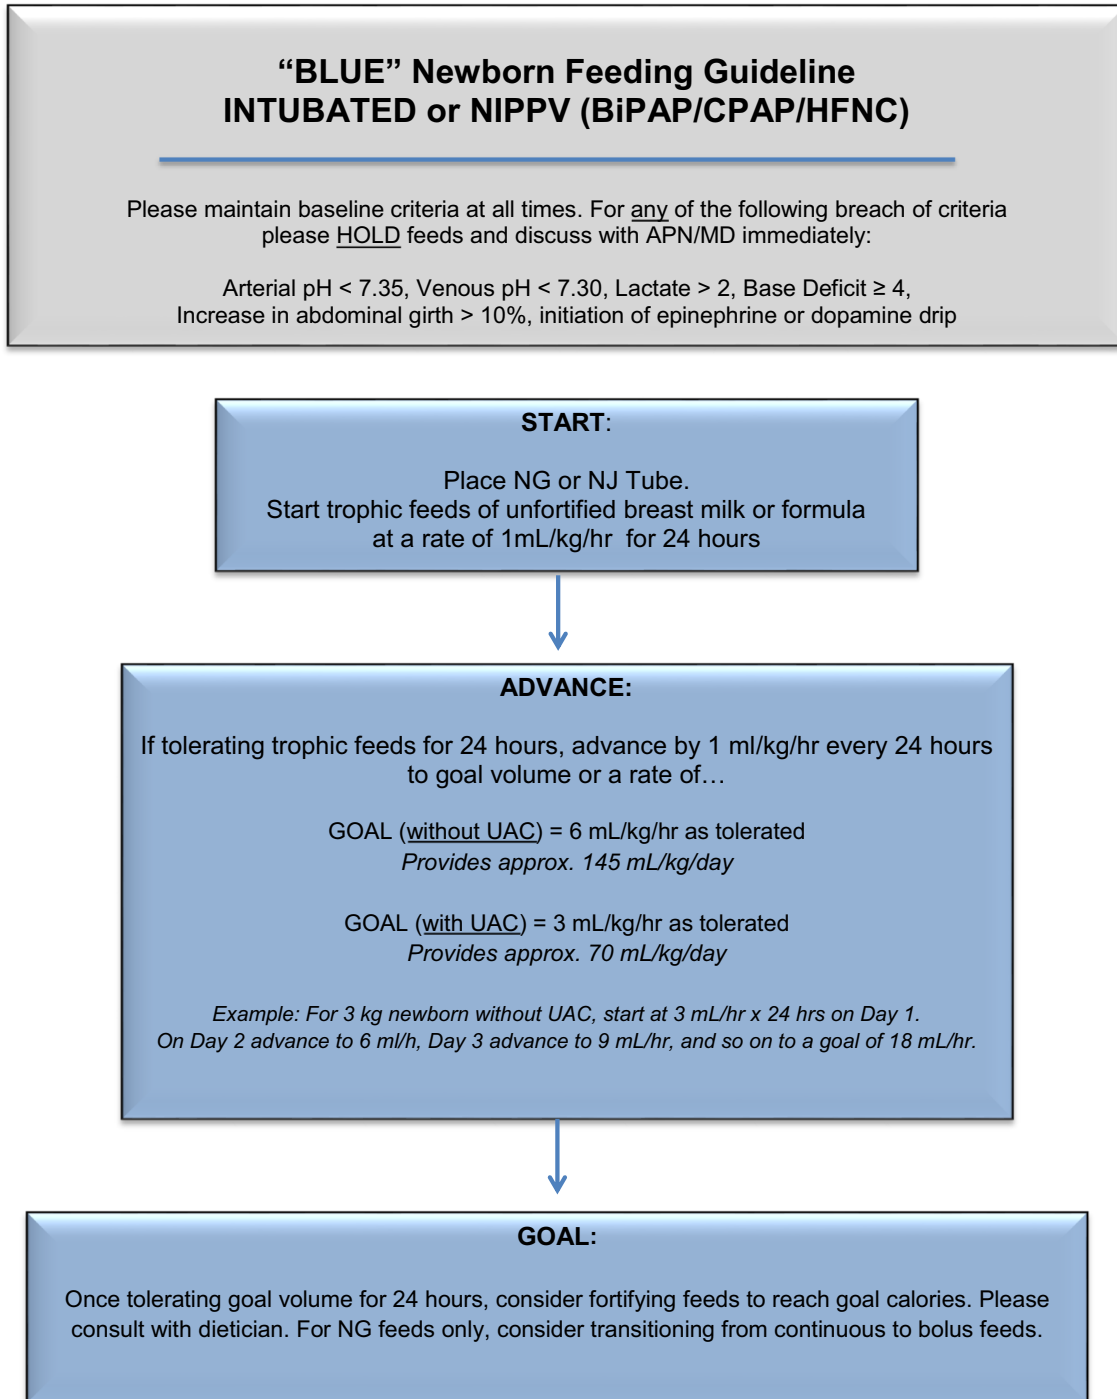 “BLUE” Newborn Feeding Guideline
INTUBATED or NIPPV (BiPAP/CPAP/HFNC)
Please maintain baseline criteria at all times. For any of the following breach of criteria
please HOLD feeds and discuss with APN/MD immediately:
Arterial pH < 7.35, Venous pH < 7.30, Lactate > 2, Base Deficit ≥ 4,
Increase in abdominal girth > 10%, initiation of epinephrine or dopamine drip
START:
Place NG or NJ Tube.
Start trophic feeds of unfortified breast milk or formula
at a rate of 1mL/kg/hr for 24 hours
ADVANCE:
If tolerating trophic feeds for 24 hours, advance by 1 ml/kg/hr every 24 hours
to goal volume or a rate of…
GOAL (without UAC) = 6 mL/kg/hr as tolerated
Provides approx. 145 mL/kg/day
GOAL (with UAC) = 3 mL/kg/hr as tolerated
Provides approx. 70 mL/kg/day
Example: For 3 kg newborn without UAC, start at 3 mL/hr x 24 hrs on Day 1.
On Day 2 advance to 6 ml/h, Day 3 advance to 9 mL/hr, and so on to a goal of 18 mL/hr.
GOAL:
Once tolerating goal volume for 24 hours, consider fortifying feeds to reach goal calories. Please
consult with dietician. For NG feeds only, consider transitioning from continuous to bolus feeds.